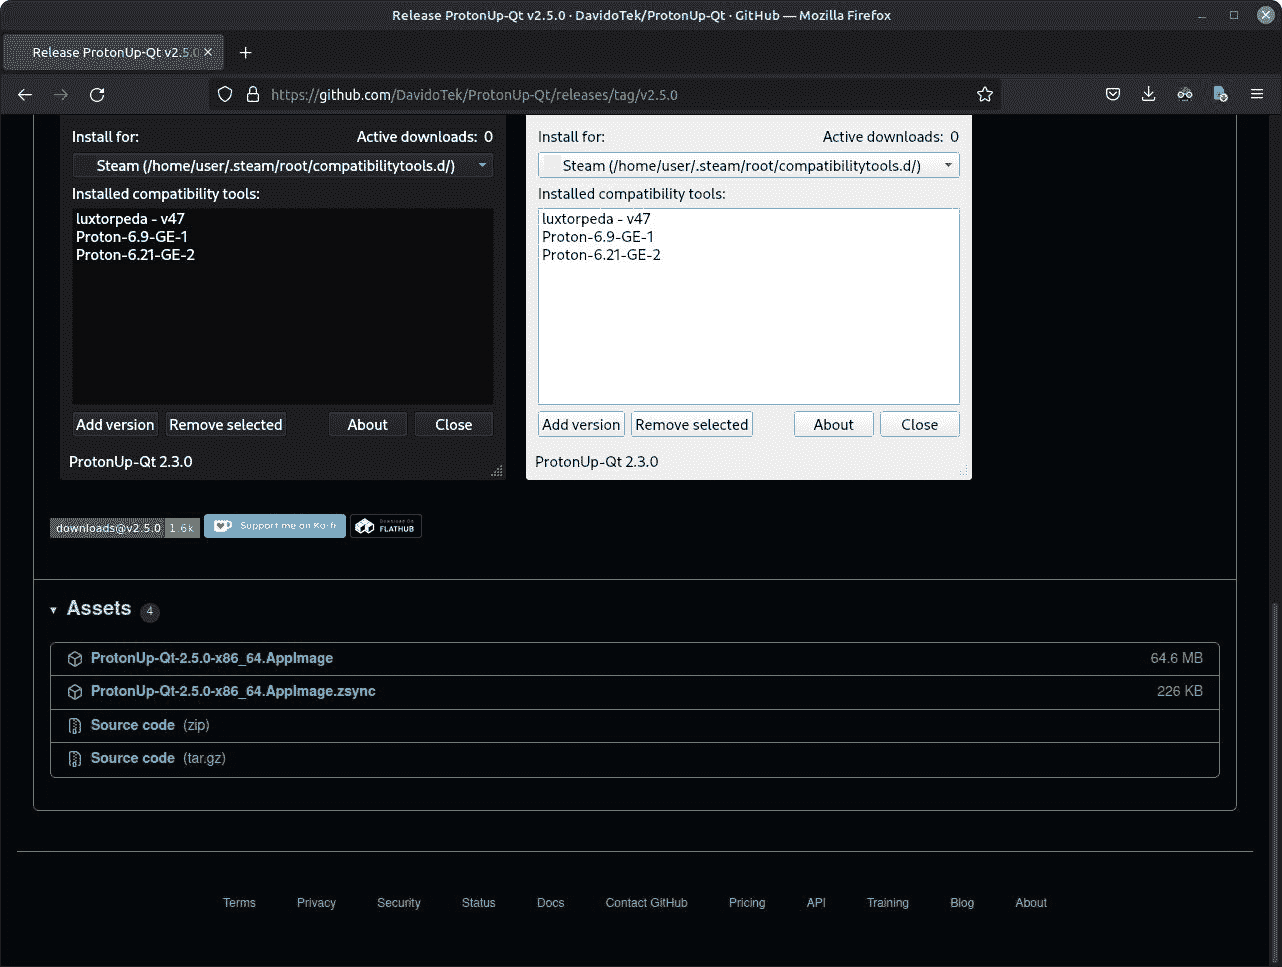 Release ProtonUp-Qt v2.5.0 · DavidoTek/ProtonUp-Qt · GitHub — Mozilla Firefox
Release ProtonUp-Qt v2.5.0
https://github.com/DavidoTek/ProtonUp-Qt/releases/tag/v2.5.0
Install for: Active downloads: 0
Steam (/home/user/.steam/root/compatibilitytools.d/)
Installed compatibility tools:
luxtorpeda - v47
Proton-6.9-GE-1
Proton-6.21-GE-2
Add version Remove selected About Close
ProtonUp-Qt 2.3.0
Install for: Active downloads: 0
Steam (/home/user/.steam/root/compatibilitytools.d/)
Installed compatibility tools:
luxtorpeda - v47
Proton-6.9-GE-1
Proton-6.21-GE-2
Add version Remove selected About Close
ProtonUp-Qt 2.3.0
downloads@v2.5.0 1.6k
Support me on Ko-fi
Download On
FLATHUB
Assets 4
ProtonUp-Qt-2.5.0-x86_64.AppImage 64.6 MB
ProtonUp-Qt-2.5.0-x86_64.AppImage.zsync 226 KB
Source code (zip)
Source code (tar.gz)
Terms Privacy Security Status Docs Contact GitHub Pricing API Training Blog About